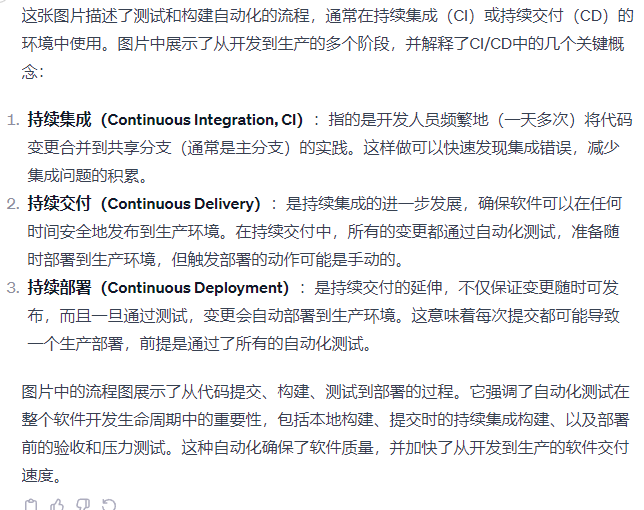 这张图片描述了测试和构建自动化的流程，通常在持续集成（CI）或持续交付（CD）的
环境中使用。图片中展示了从开发到生产的多个阶段，并解释了CI/CD中的几个关键概
念：
1. 持续集成（Continuous Integration, CI）：指的是开发人员频繁地（一天多次）将代码
变更合并到共享分支（通常是主分支）的实践。这样做可以快速发现集成错误，减少
集成问题的积累。
2. 持续交付（Continuous Delivery）：是持续集成的进一步发展，确保软件可以在任何
时间安全地发布到生产环境。在持续交付中，所有的变更都通过自动化测试，准备随
时部署到生产环境，但触发部署的动作可能是手动的。
3. 持续部署（Continuous Deployment）：是持续交付的延伸，不仅保证变更随时可发
布，而且一旦通过测试，变更会自动部署到生产环境。这意味着每次提交都可能导致
一个生产部署，前提是通过了所有的自动化测试。
图片中的流程图展示了从代码提交、构建、测试到部署的过程。它强调了自动化测试在
整个软件开发生命周期中的重要性，包括本地构建、提交时的持续集成构建、以及部署
前的验收和压力测试。这种自动化确保了软件质量，并加快了从开发到生产的软件交付
速度。